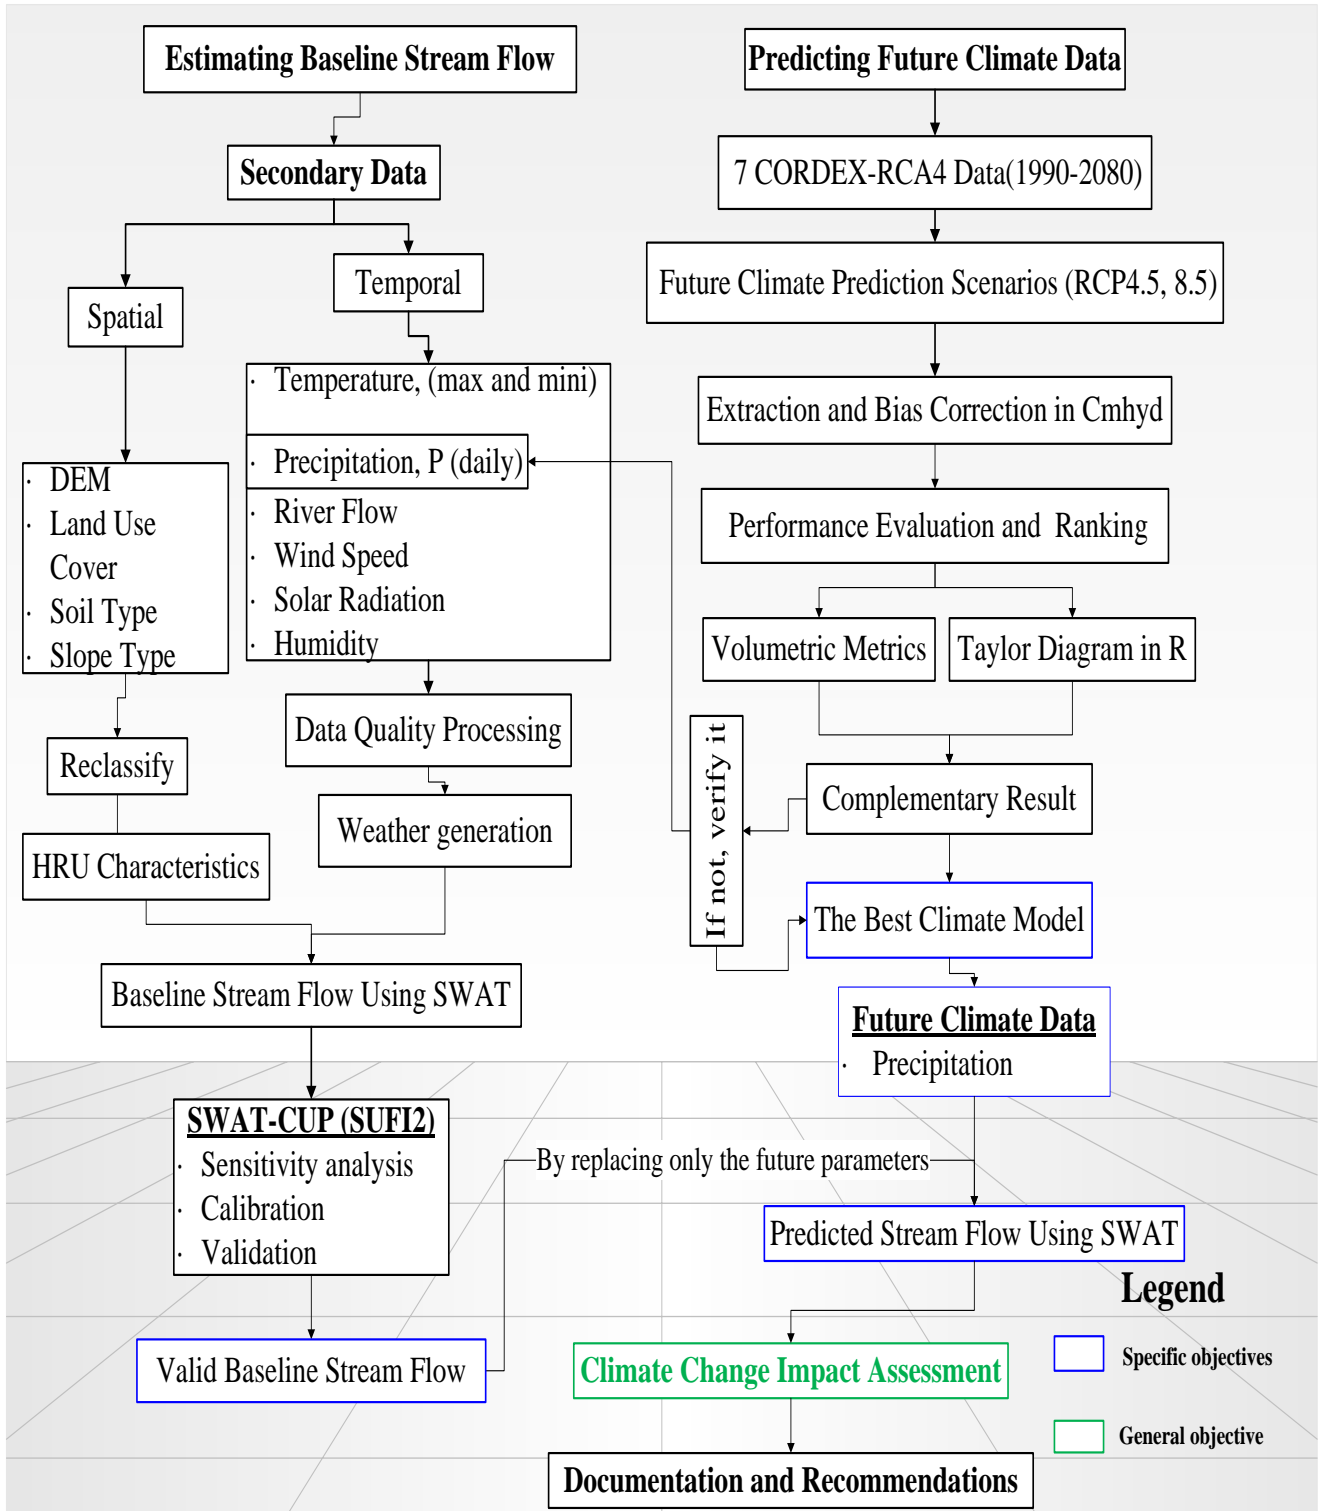 Estimating Baseline Stream Flow
Secondary Data
Spatial
Temporal
· DEM
· Land Use
Cover
· Soil Type
· Slope Type
· Temperature, (max and mini)
· Precipitation, P (daily)
· River Flow
· Wind Speed
· Solar Radiation
· Humidity
Reclassify
HRU Characteristics
Data Quality Processing
Weather generation
Baseline Stream Flow Using SWAT
SWAT-CUP (SUFI2)
· Sensitivity analysis
· Calibration
· Validation
Valid Baseline Stream Flow
Predicting Future Climate Data
7 CORDEX-RCA4 Data(1990-2080)
Future Climate Prediction Scenarios (RCP4.5, 8.5)
Extraction and Bias Correction in Cmhyd
Performance Evaluation and Ranking
Volumetric Metrics
Taylor Diagram in R
Complementary Result
If not, verify it
The Best Climate Model
Future Climate Data
· Precipitation
By replacing only the future parameters
Predicted Stream Flow Using SWAT
Climate Change Impact Assessment
Documentation and Recommendations
Legend
Specific objectives
General objective